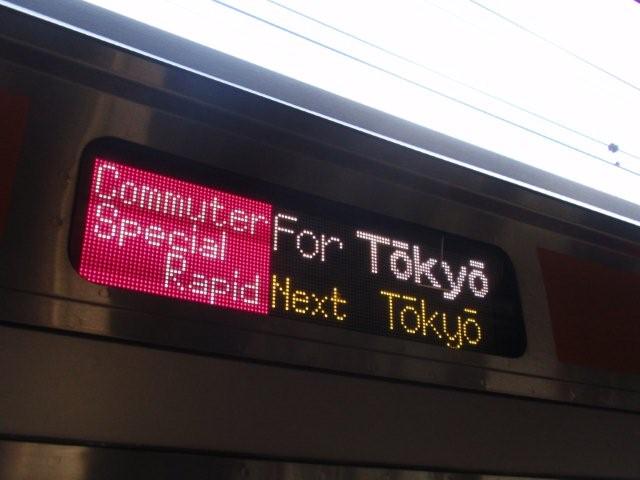 Commuter
Special
Rapid
For Tōkyō
Next Tōkyō